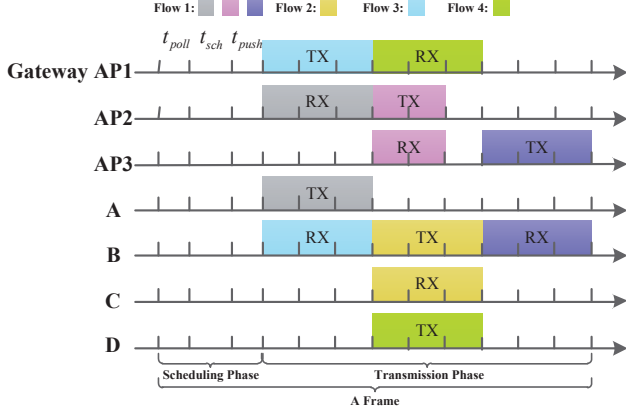 Flow 1: Flow 2: Flow 3: Flow 4:
t_poll t_sch t_push
Gateway AP1 TX RX
AP2 RX TX
AP3 RX TX
A TX
B RX TX RX
C RX
D TX
Scheduling Phase Transmission Phase
A Frame